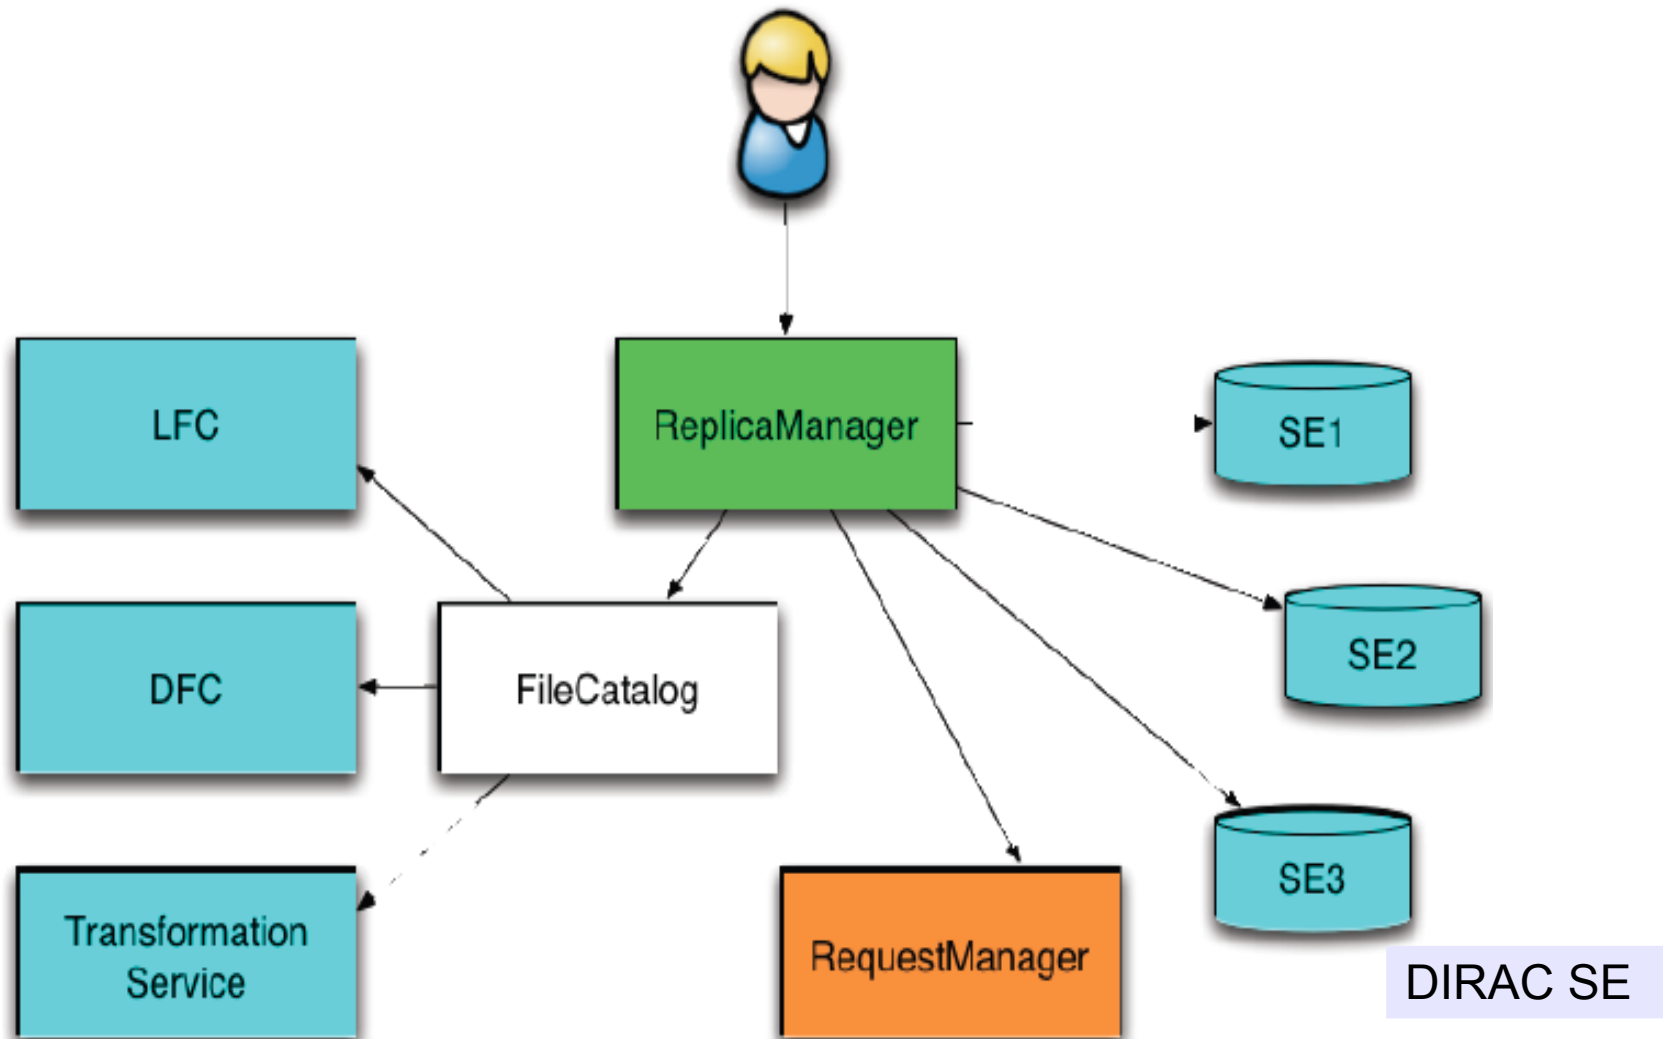 LFC
ReplicaManager
SE1
SE2
DFC
FileCatalog
SE3
Transformation
Service
RequestManager
DIRAC SE